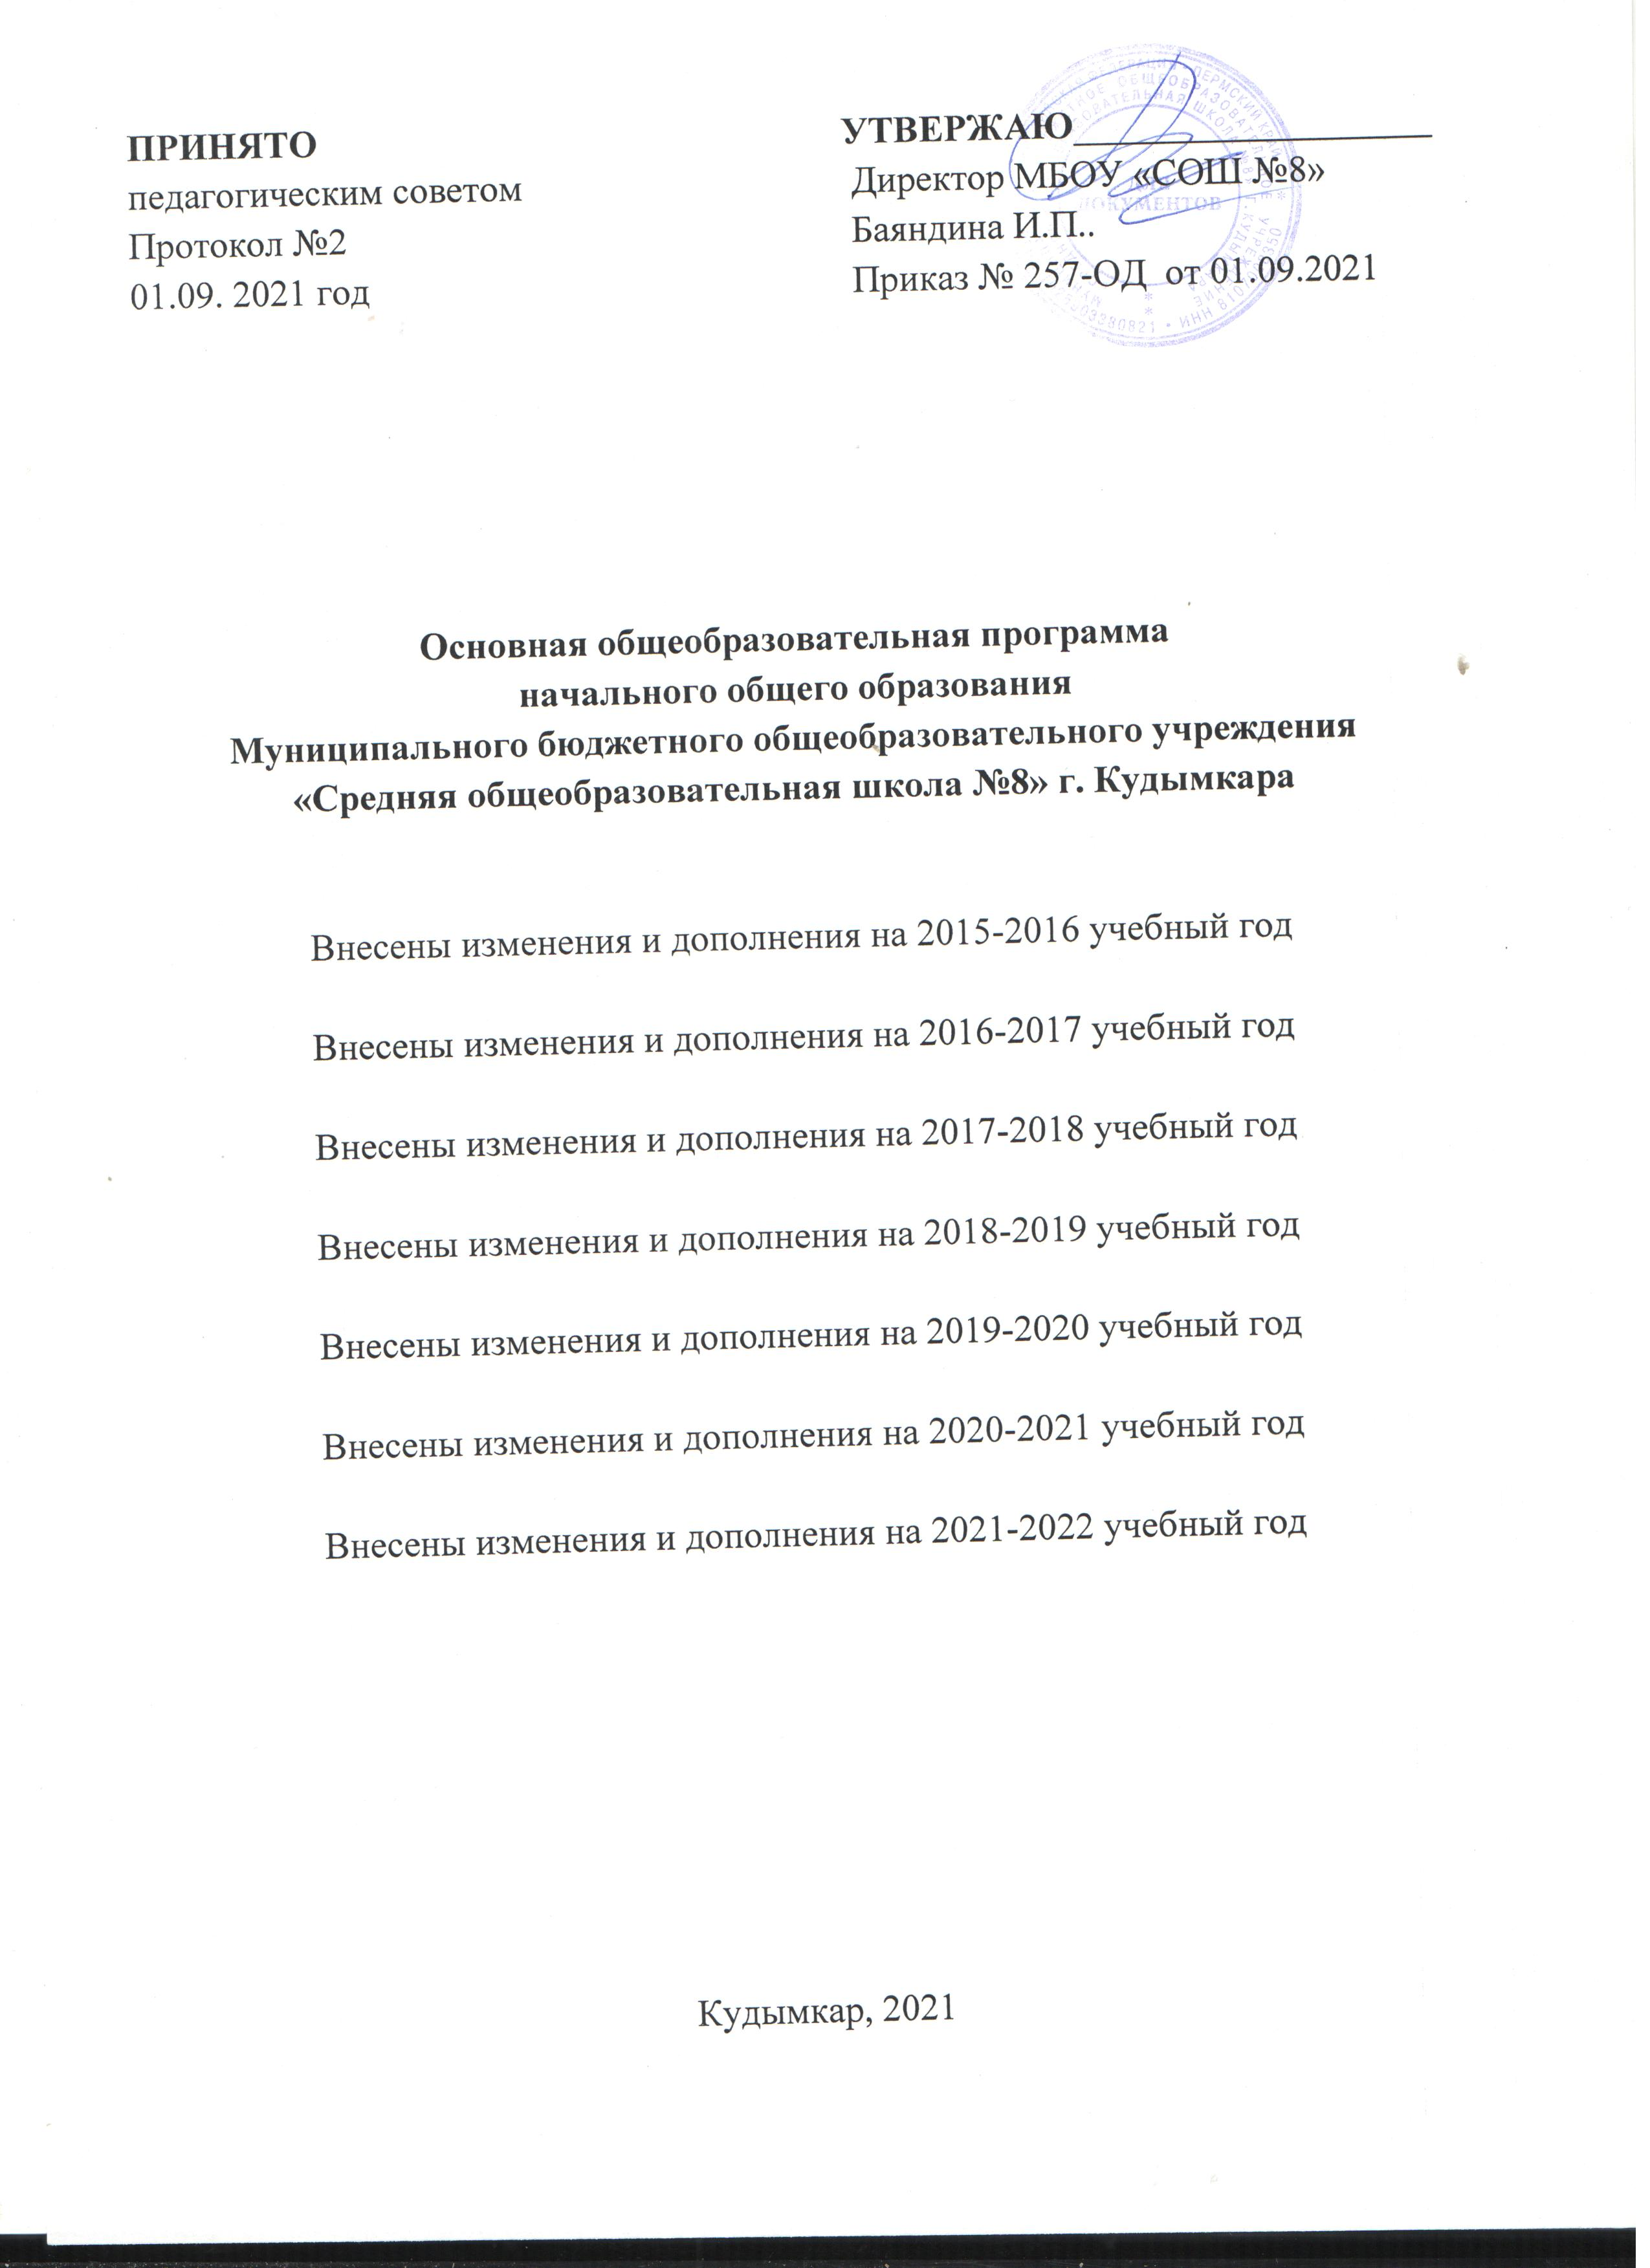 ПРИНЯТО
педагогическим советом
Протокол №2
01.09. 2021 год
УТВЕРЖАЮ
Директор МБОУ «СОШ №8»
Баяндина И.П..
Приказ № 257-ОД от 01.09.2021
ДОКУМЕНТОВ
Основная общеобразовательная программа
начального общего образования
Муниципального бюджетного общеобразовательного учреждения
«Средняя общеобразовательная школа №8» г. Кудымкара
Внесены изменения и дополнения на 2015-2016 учебный год
Внесены изменения и дополнения на 2016-2017 учебный год
Внесены изменения и дополнения на 2017-2018 учебный год
Внесены изменения и дополнения на 2018-2019 учебный год
Внесены изменения и дополнения на 2019-2020 учебный год
Внесены изменения и дополнения на 2020-2021 учебный год
Внесены изменения и дополнения на 2021-2022 учебный год
Кудымкар, 2021